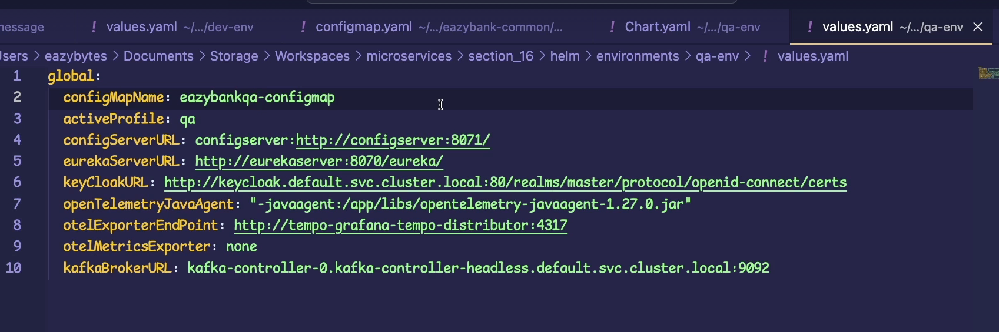 essage ! values.yaml ~/.../dev-env ! configmap.yaml ~/.../eazybank-common/... ! Chart.yaml ~/.../qa-env ! values.yaml ~/.../qa-env ×
sers > eazybytes > Documents > Storage > Workspaces > microservices > section_16 > helm > environments > qa-env > ! values.yaml
1 global:
2 configMapName: eazybankqa-configmap
3 activeProfile: qa
4 configServerURL: configserver:http://configserver:8071/
5 eurekaServerURL: http://eurekaserver:8070/eureka/
6 keyCloakURL: http://keycloak.default.svc.cluster.local:80/realms/master/protocol/openid-connect/certs
7 openTelemetryJavaAgent: "-javaagent:/app/libs/opentelemetry-javaagent-1.27.0.jar"
8 otelExporterEndPoint: http://tempo-grafana-tempo-distributor:4317
9 otelMetricsExporter: none
10 kafkaBrokerURL: kafka-controller-0.kafka-controller-headless.default.svc.cluster.local:9092